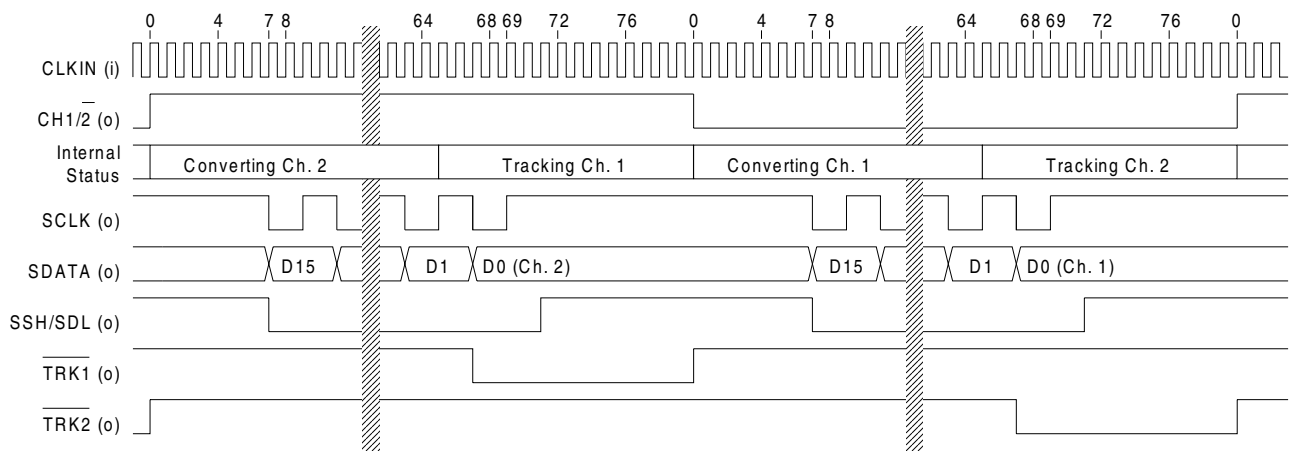 0 4 7 8 64 68 69 72 76 0 4 7 8 64 68 69 72 76 0
CLKIN (i)
CH1/2̅ (o)
Internal
Status
Converting Ch. 2 Tracking Ch. 1 Converting Ch. 1 Tracking Ch. 2
SCLK (o)
SDATA (o) D15 D1 D0 (Ch. 2) D15 D1 D0 (Ch. 1)
SSH/SDL (o)
T̅R̅K̅1̅ (o)
T̅R̅K̅2̅ (o)